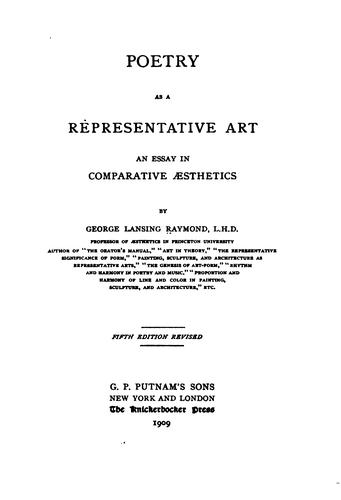 POETRY
AS A
REPRESENTATIVE ART
AN ESSAY IN
COMPARATIVE ÆSTHETICS
BY
GEORGE LANSING RAYMOND, L.H.D.
PROFESSOR OF ÆSTHETICS IN PRINCETON UNIVERSITY
AUTHOR OF "THE ORATOR'S MANUAL," "ART IN THEORY," "THE REPRESENTATIVE
SIGNIFICANCE OF FORM," "PAINTING, SCULPTURE, AND ARCHITECTURE AS
REPRESENTATIVE ARTS," "THE GENESIS OF ART-FORM," "RHYTHM
AND HARMONY IN POETRY AND MUSIC," "PROPORTION AND
HARMONY OF LINE AND COLOR IN PAINTING,
SCULPTURE, AND ARCHITECTURE," ETC.
FIFTH EDITION REVISED
G. P. PUTNAM'S SONS
NEW YORK AND LONDON
The Knickerbocker Press
1909